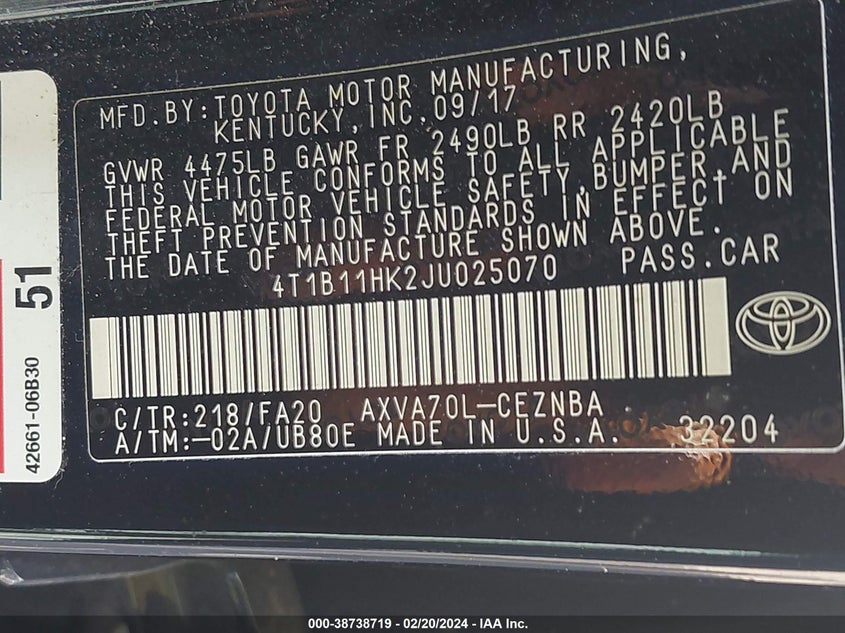 MFD.BY:TOYOTA MOTOR MANUFACTURING,
KENTUCKY,INC.09/17
GVWR 4475LB GAWR FR 2490LB RR 2420LB
THIS VEHICLE CONFORMS TO ALL APPLICABLE
FEDERAL MOTOR VEHICLE SAFETY,BUMPER,AND
THEFT PREVENTION STANDARDS IN EFFECT ON
THE DATE OF MANUFACTURE SHOWN ABOVE.
4T1B11HK2JU025070 PASS.CAR
C/TR:218/FA20 AXVA70L-CEZNBA
A/TM:-02A/UB80E MADE IN U.S.A. 32204
51
42661-06B30
000-38738719 - 02/20/2024 - IAA Inc.